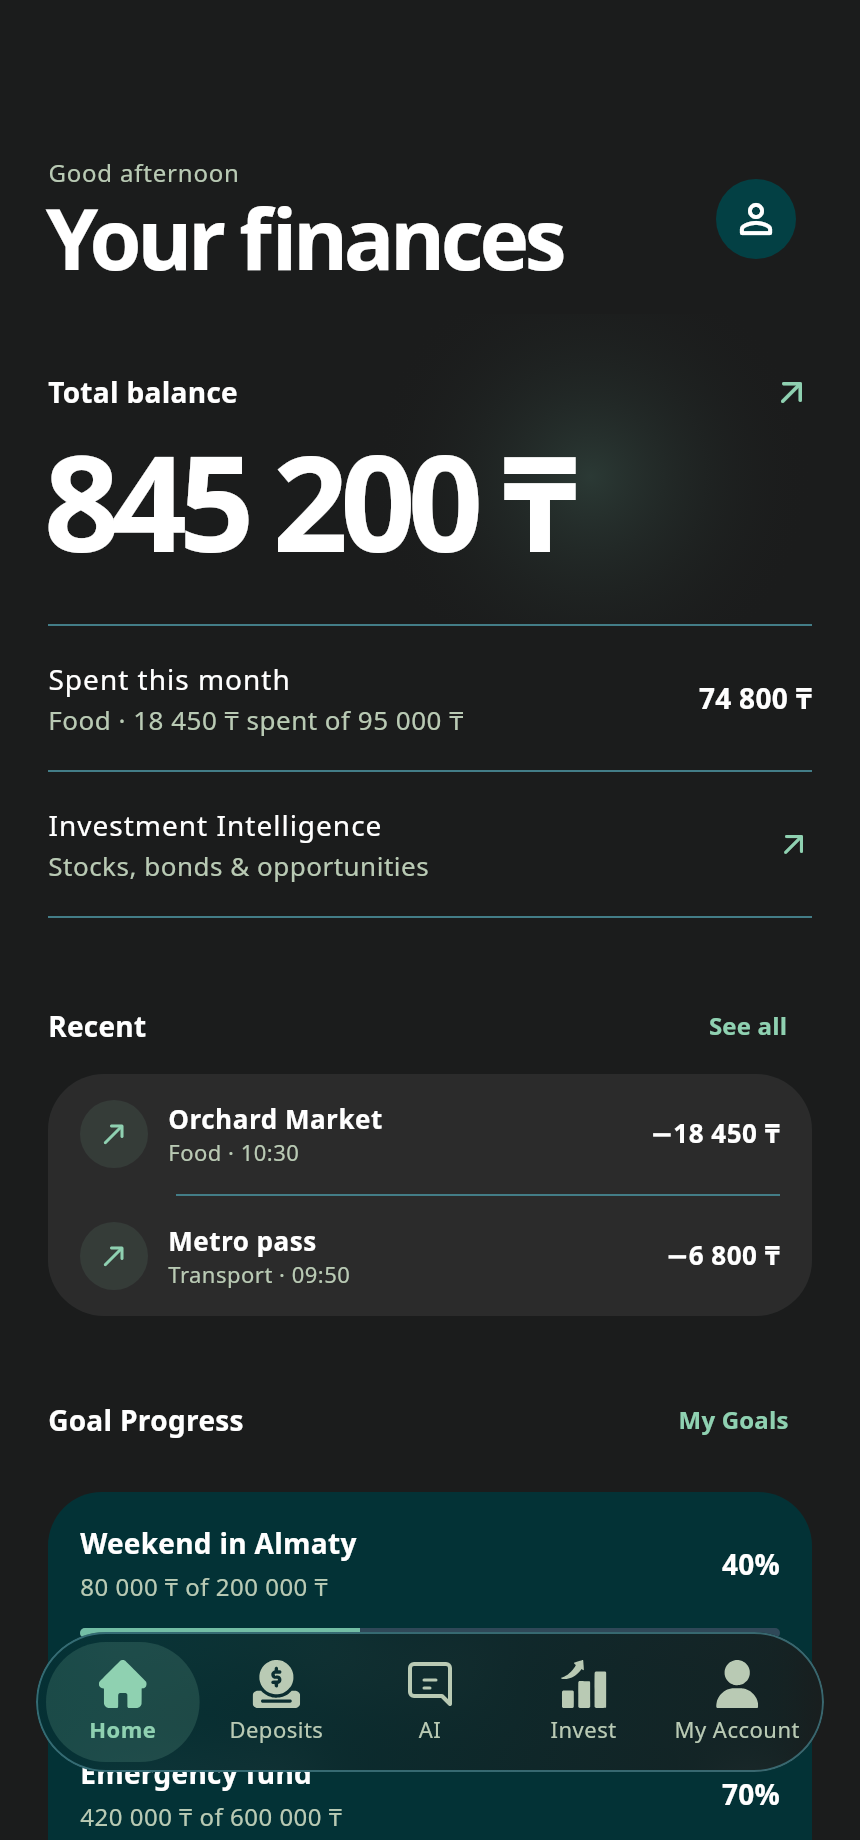 Good afternoon
Your finances
Total balance
845 200 ₸
Spent this month
Food · 18 450 ₸ spent of 95 000 ₸
74 800 ₸
Investment Intelligence
Stocks, bonds & opportunities
Recent
See all
Orchard Market
Food · 10:30
−18 450 ₸
Metro pass
Transport · 09:50
−6 800 ₸
Goal Progress
My Goals
Weekend in Almaty
80 000 ₸ of 200 000 ₸
40%
Home
Deposits
AI
Invest
My Account
Emergency fund
420 000 ₸ of 600 000 ₸
70%